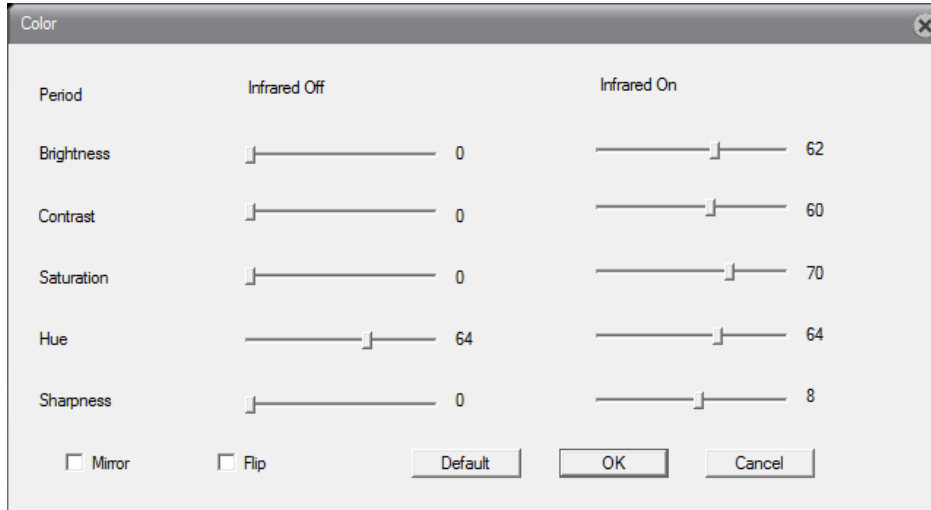 Color
Period Infrared Off Infrared On
Brightness 0 62
Contrast 0 60
Saturation 0 70
Hue 64 64
Sharpness 0 8
Mirror Flip Default OK Cancel